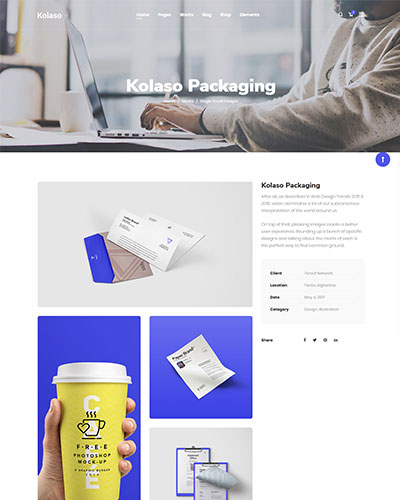 Kolaso
Home Pages Works Blog Shop Elements
Kolaso Packaging
Home / Works / Single Small Images
Kolaso Packaging
After all, as described in Web Design Trends 2015 &
2016, vision dominates a lot of our subconscious
interpretation of the world around us.
On top of that, pleasing images create a better
user experience. Rounding up a bunch of specific
designs and talking about the merits of each is
the perfect way to find common ground.
Client
Location
Date May 4, 2017
Category Design, Illustration
Share
Paper Brand
C
FREE
PHOTOSHOP
MOCK-UP